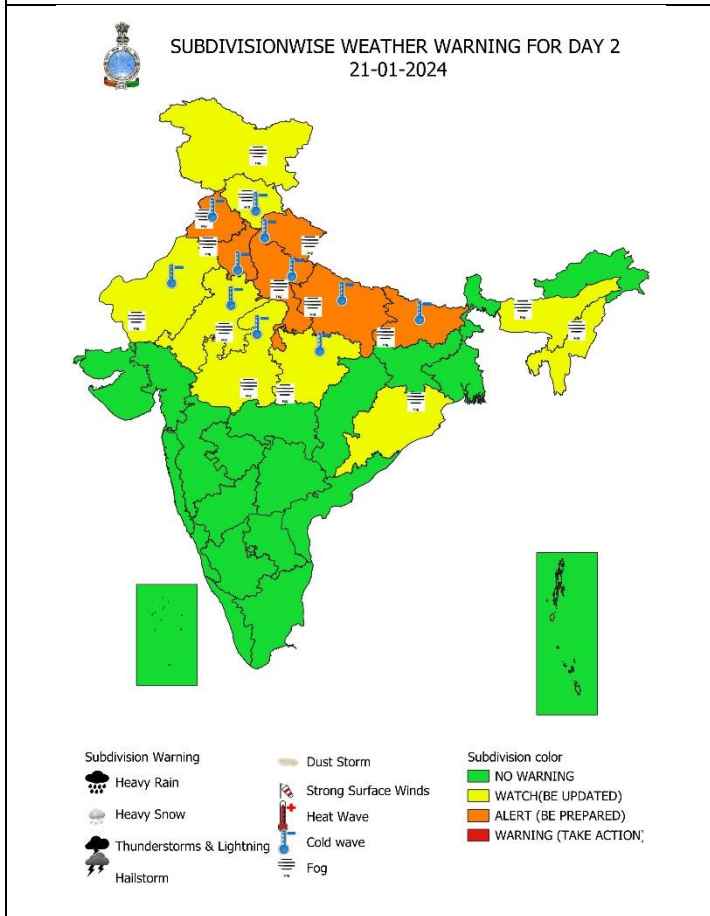 SUBDIVISIONWISE WEATHER WARNING FOR DAY 2
21-01-2024
Subdivision Warning
Heavy Rain
Heavy Snow
Thunderstorms & Lightning
Hailstorm
Dust Storm
Strong Surface Winds
Heat Wave
Cold wave
Fog
Subdivision color
NO WARNING
WATCH(BE UPDATED)
ALERT (BE PREPARED)
WARNING (TAKE ACTION)